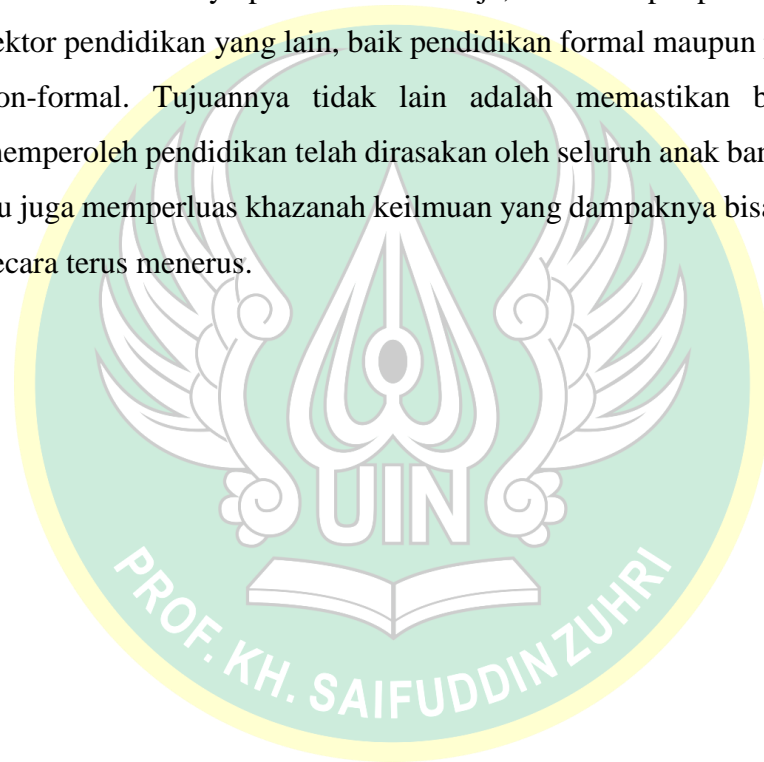 ektor pendidikan yang lain, baik pendidikan formal maupun
on-formal. Tujuannya tidak lain adalah memastikan
memperoleh pendidikan telah dirasakan oleh seluruh anak
u juga memperluas khazanah keilmuan yang dampaknya bisa
ecara terus menerus.
UIN
PROF. KH. SAIFUDDIN ZUHRI